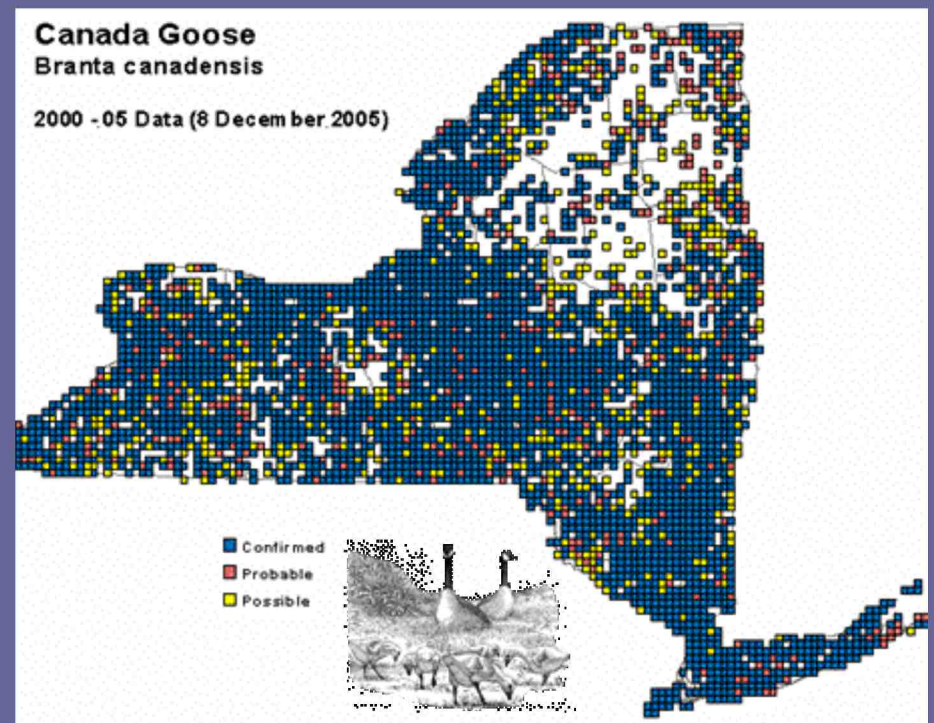 Canada Goose
Branta canadensis
2000 -.05 Data (8 December 2005)
Confirmed
Probable
Possible